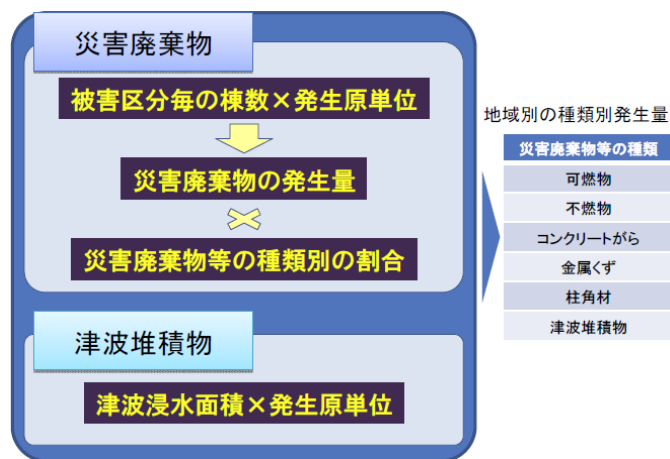 災害廃棄物
被害区分毎の棟数×発生原単位
災害廃棄物の発生量
災害廃棄物等の種類別の割合
津波堆積物
津波浸水面積×発生原単位
地域別の種類別発生量
災害廃棄物等の種類
可燃物
不燃物
コンクリートがら
金属くず
柱角材
津波堆積物